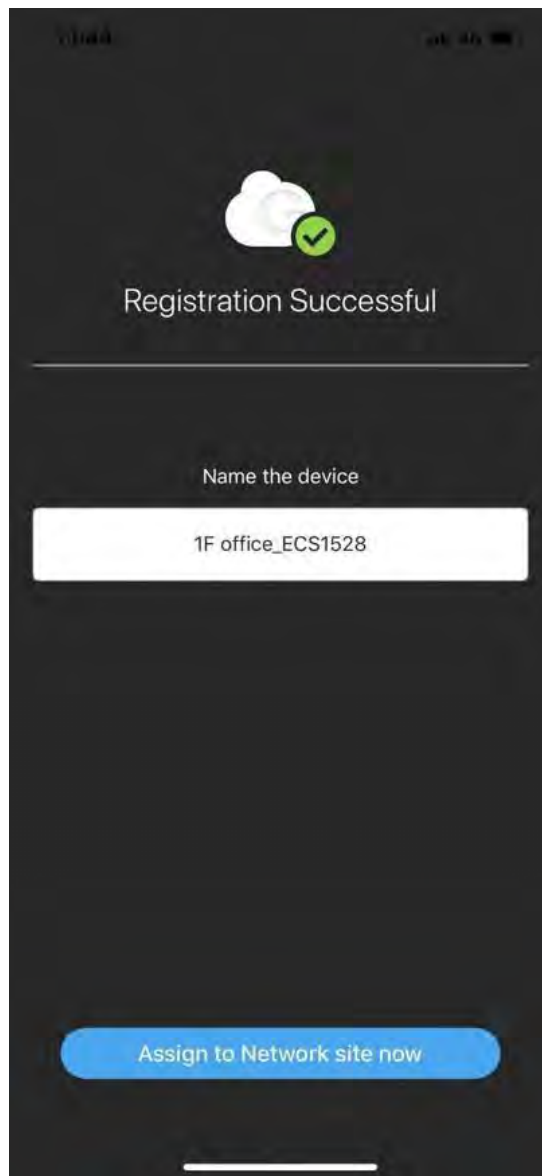 Registration Successful
Name the device
1F office_ECS1528
Assign to Network site now